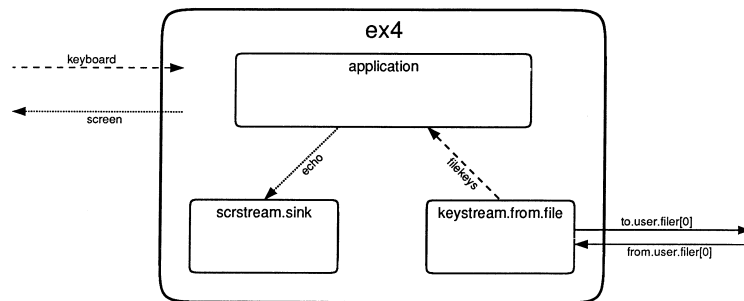 ex4
keyboard
application
screen
echo
filekeys
scrstream.sink
keystream.from.file
to.user.filer[0]
from.user.filer[0]